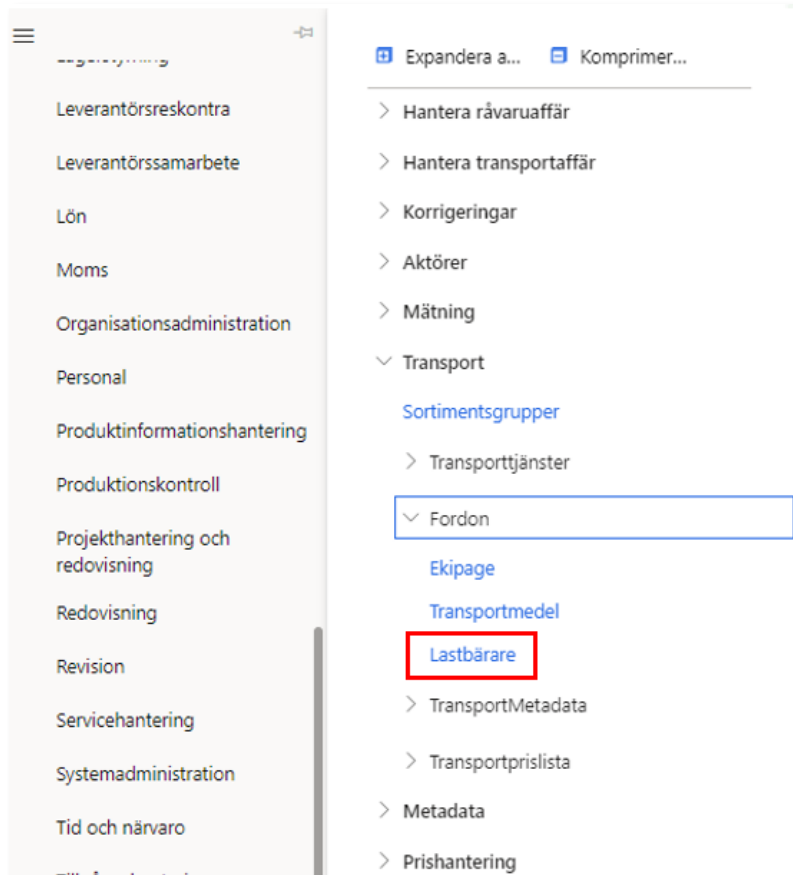 Leverantörsreskontra
Leverantörssamarbete
Lön
Moms
Organisationsadministration
Personal
Produktinformationshantering
Produktionskontroll
Projekthantering och
redovisning
Redovisning
Revision
Servicehantering
Systemadministration
Tid och närvaro
Expandera a...
Komprimer...
Hantera råvaruaffär
Hantera transportaffär
Korrigeringar
Aktörer
Mätning
Transport
Sortimentsgrupper
Transporttjänster
Fordon
Ekipage
Transportmedel
Lastbärare
TransportMetadata
Transportprislista
Metadata
Prishantering